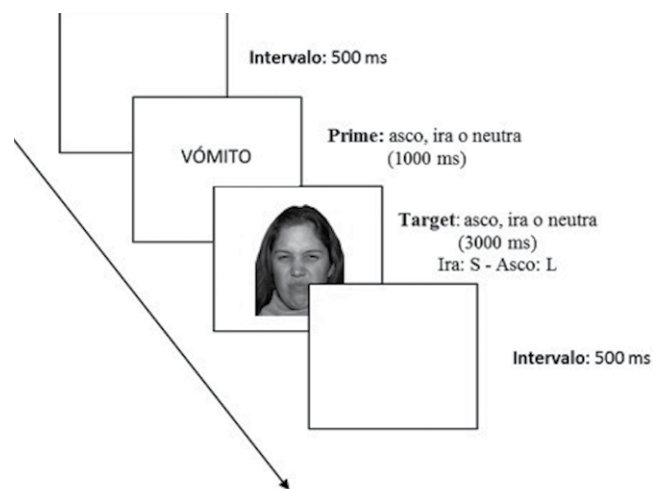 Intervalo: 500 ms
VÓMITO
Prime: asco, ira o neutra
(1000 ms)
Target: asco, ira o neutra
(3000 ms)
Ira: S - Asco: L
Intervalo: 500 ms